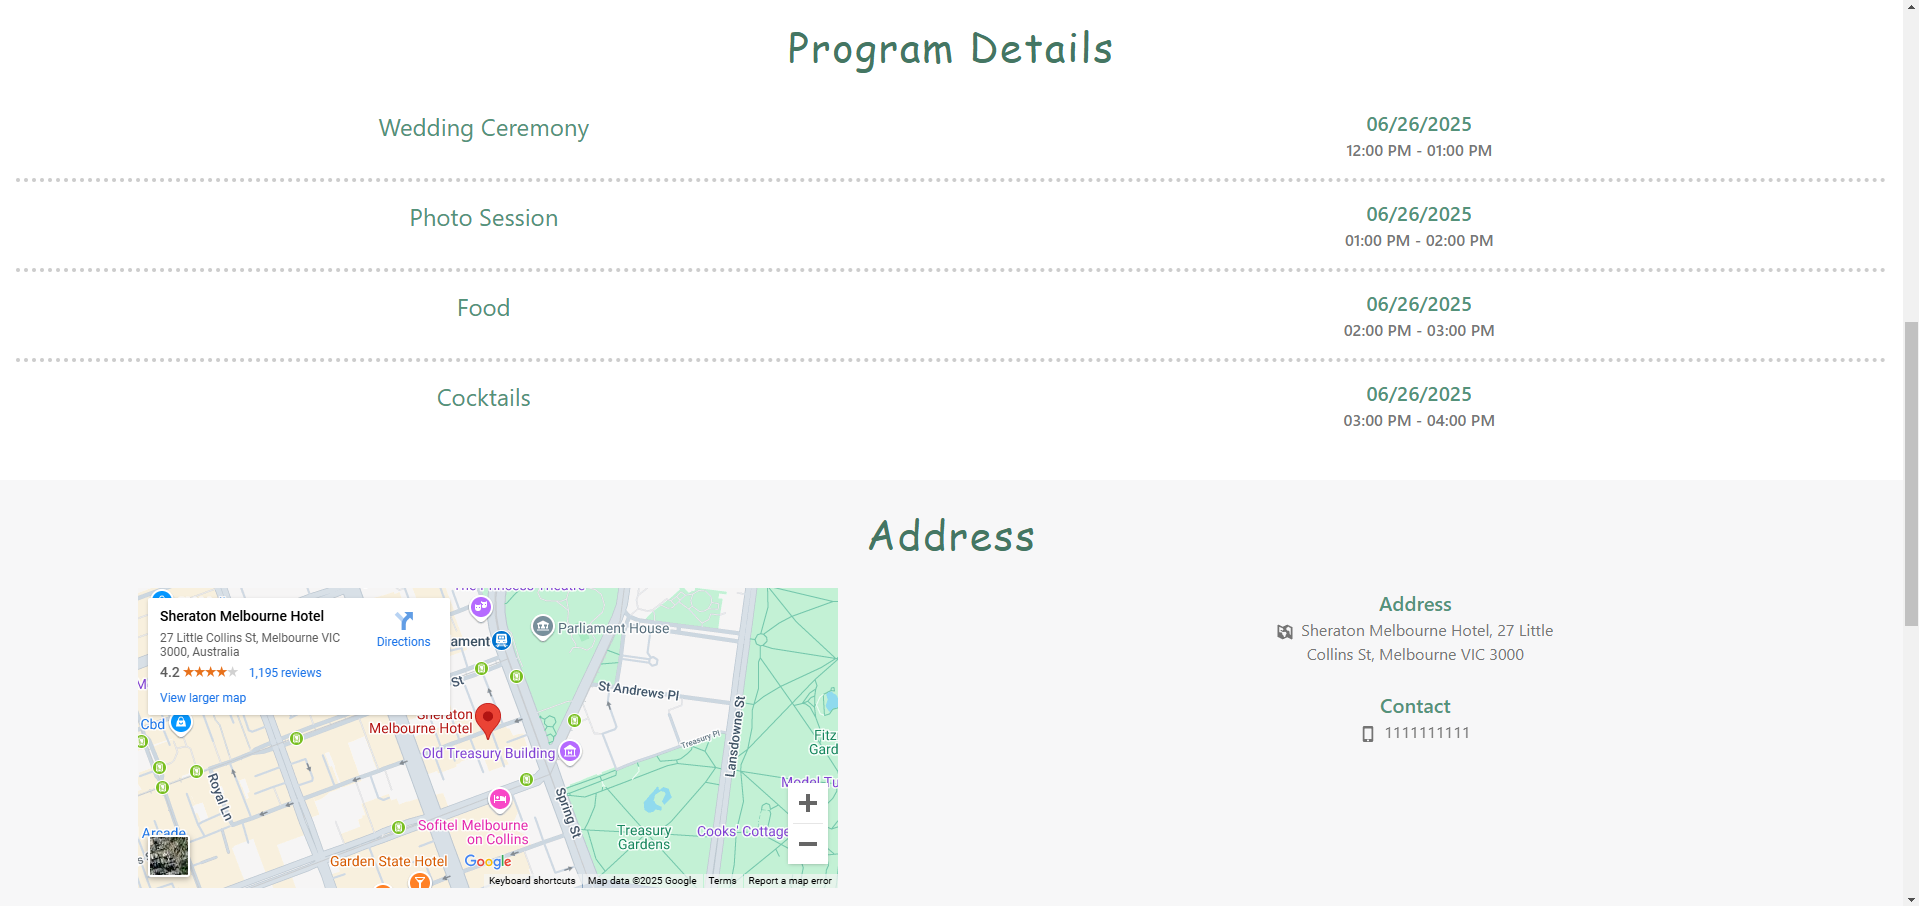 Program Details
Wedding Ceremony
06/26/2025
12:00 PM - 01:00 PM
Photo Session
06/26/2025
01:00 PM - 02:00 PM
Food
06/26/2025
02:00 PM - 03:00 PM
Cocktails
06/26/2025
03:00 PM - 04:00 PM
Address
Sheraton Melbourne Hotel
27 Little Collins St, Melbourne VIC
3000, Australia
4.2
1,195 reviews
View larger map
Directions
Parliament House
ament
St
St Andrews Pl
Cbd
Sheraton
Melbourne Hotel
Old Treasury Building
Treasury Pl
Lansdowne St
Fitz
Gard
Model Tu
Royal Ln
Spring St
Sofitel Melbourne
on Collins
Treasury
Gardens
Cooks' Cottage
Arcade
Garden State Hotel
Google
Keyboard shortcuts
Map data ©2025 Google
Terms
Report a map error
Address
Sheraton Melbourne Hotel, 27 Little
Collins St, Melbourne VIC 3000
Contact
1111111111